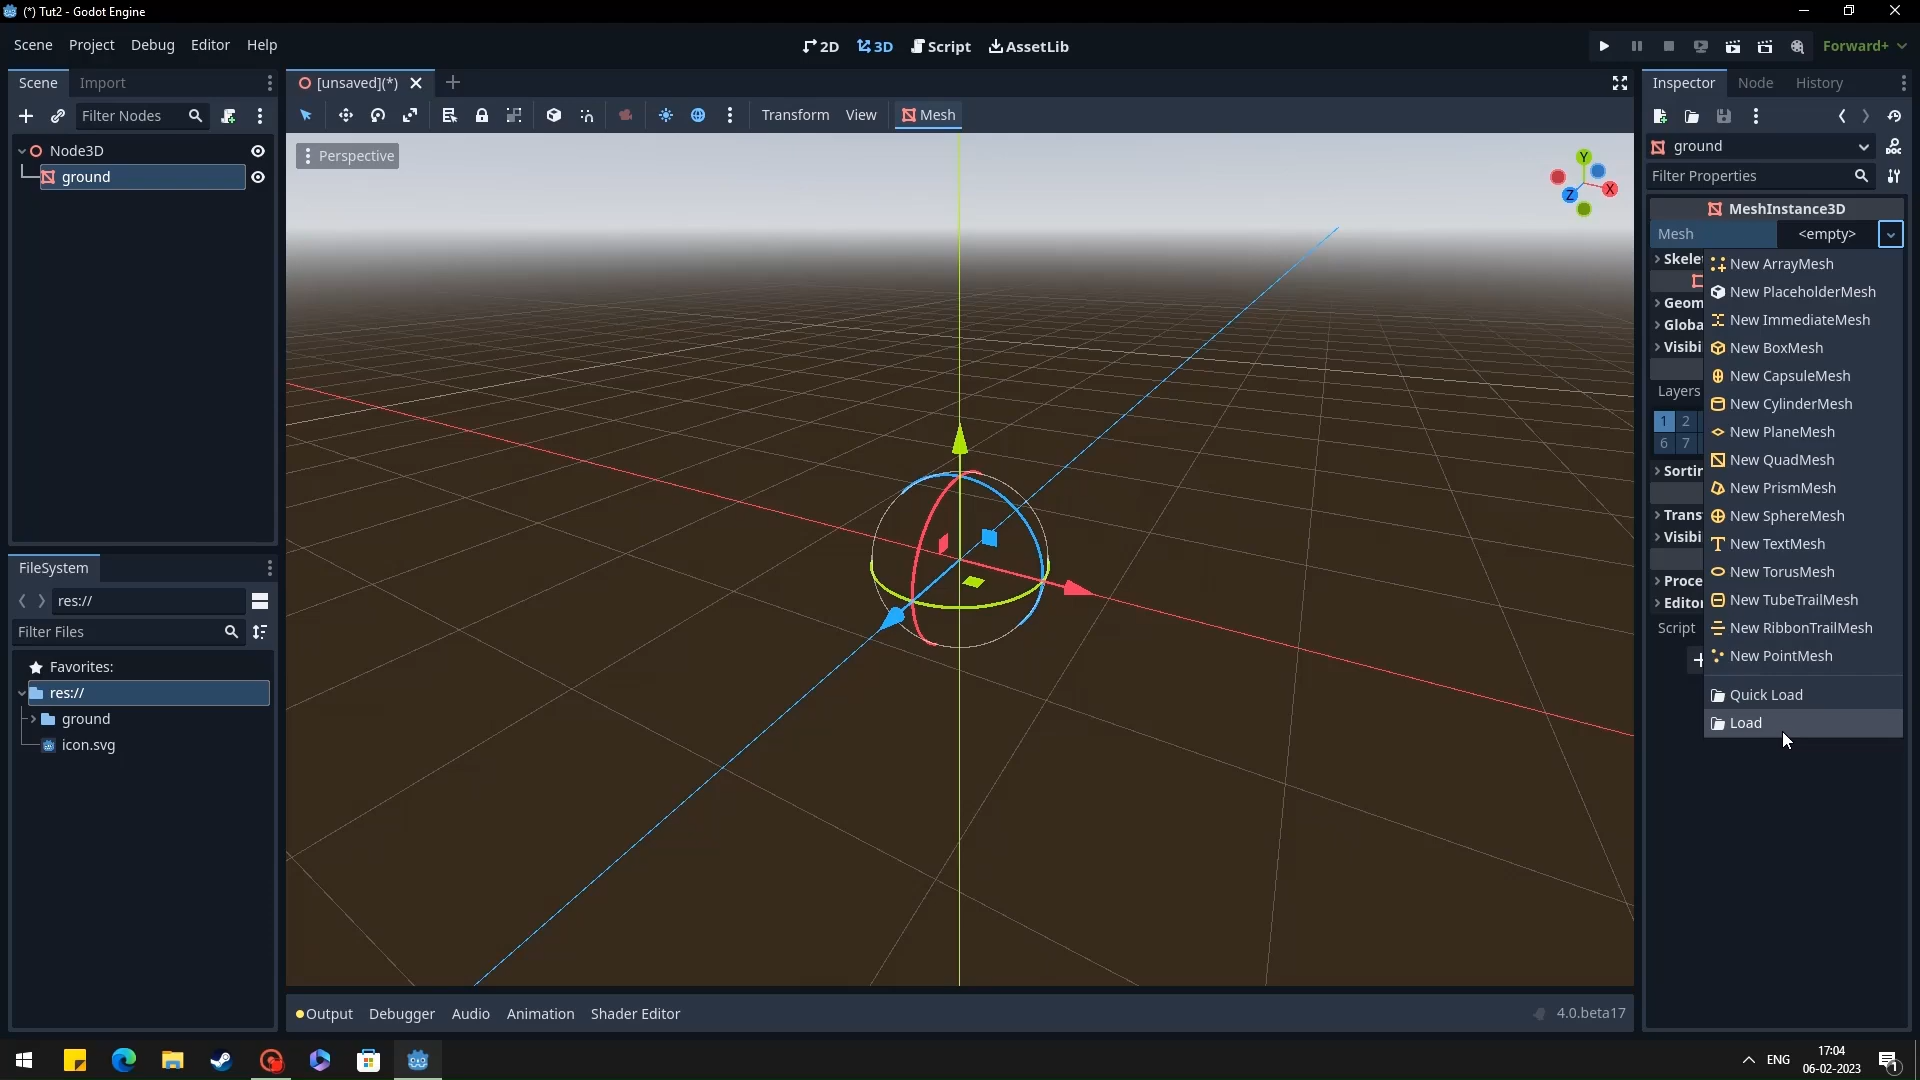 (*) Tut2 - Godot Engine
Scene Project Debug Editor Help
2D 3D Script AssetLib
Forward+
Scene Import
[unsaved](*)
Inspector Node History
Filter Nodes
Transform View Mesh
Node3D
ground
Perspective
Y
X
Z
ground
Filter Properties
MeshInstance3D
Mesh <empty>
Skele
Geom
Globa
Visibi
Layers
1 2
6 7
Sortin
Trans
Visibi
Proce
Editor
Script
New ArrayMesh
New PlaceholderMesh
New ImmediateMesh
New BoxMesh
New CapsuleMesh
New CylinderMesh
New PlaneMesh
New QuadMesh
New PrismMesh
New SphereMesh
New TextMesh
New TorusMesh
New TubeTrailMesh
New RibbonTrailMesh
New PointMesh
Quick Load
Load
FileSystem
res://
Filter Files
Favorites:
res://
ground
icon.svg
Output Debugger Audio Animation Shader Editor
4.0.beta17
ENG
17:04
06-02-2023
1